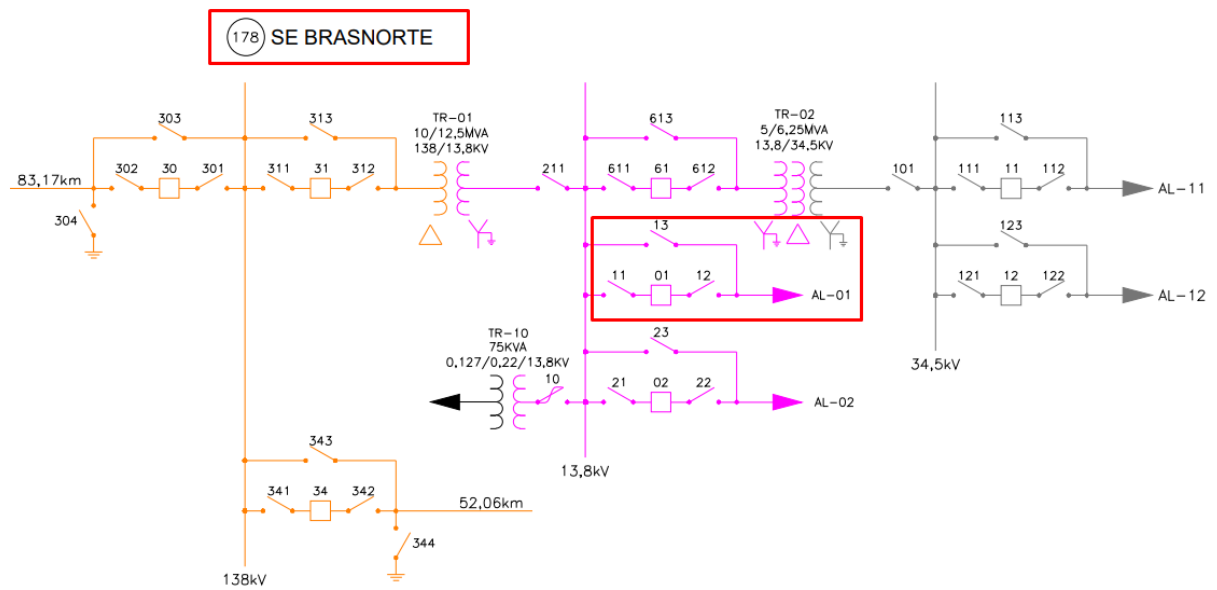 178 SE BRASNORTE
303
313
302 30 301
311 31 312
83,17km
304
TR-01
10/12,5MVA
138/13,8KV
211
613
611 61 612
TR-02
5/6,25MVA
13,8/34,5KV
101
113
111 11 112
AL-11
13
11 01 12
AL-01
123
121 12 122
AL-12
34,5kV
TR-10
75KVA
0,127/0,22/13,8KV
10
23
21 02 22
AL-02
13,8kV
343
341 34 342
52,06km
344
138kV